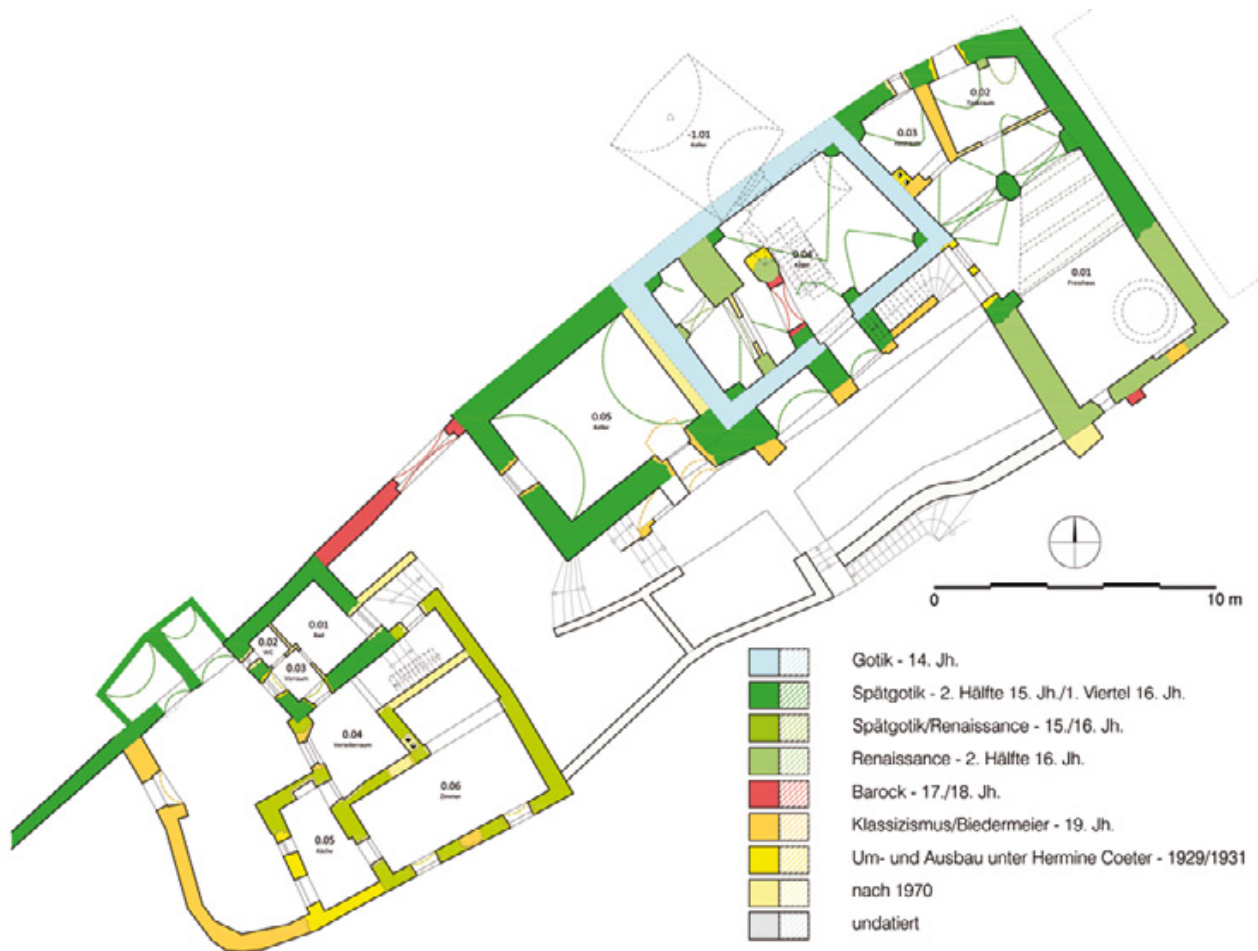 -1.01
Keller
0.02
0.03
0.04
0.01
Presshaus
0.05
Keller
0.01
Bad
0.02
WC
0.03
Vorraum
0.04
Verteilerraum
0.06
Zimmer
0.05
Küche
0 10 m
Gotik - 14. Jh.
Spätgotik - 2. Hälfte 15. Jh./1. Viertel 16. Jh.
Spätgotik/Renaissance - 15./16. Jh.
Renaissance - 2. Hälfte 16. Jh.
Barock - 17./18. Jh.
Klassizismus/Biedermeier - 19. Jh.
Um- und Ausbau unter Hermine Coeter - 1929/1931
nach 1970
undatiert